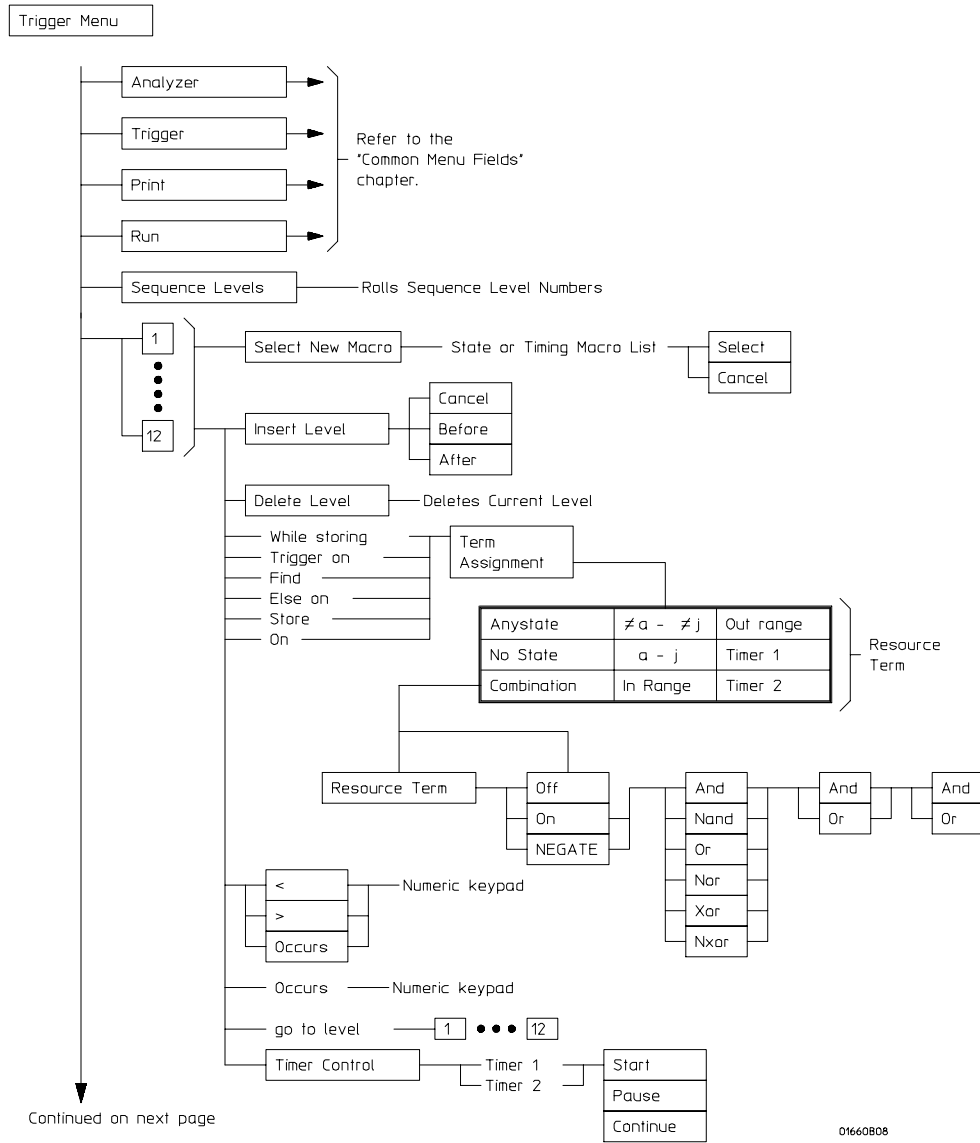 Trigger Menu
Analyzer
Trigger
Print
Run
Refer to the
"Common Menu Fields"
chapter.
Sequence Levels
Rolls Sequence Level Numbers
1
12
Select New Macro
State or Timing Macro List
Select
Cancel
Insert Level
Cancel
Before
After
Delete Level
Deletes Current Level
While storing
Trigger on
Find
Else on
Store
On
Term
Assignment
Anystate ≠a - ≠j Out range
No State a - j Timer 1
Combination In Range Timer 2
Resource
Term
Resource Term
Off
On
NEGATE
And
Nand
Or
Nor
Xor
Nxor
And
Or
And
Or
<
>
Occurs
Numeric keypad
Occurs
Numeric keypad
go to level
1
12
Timer Control
Timer 1
Timer 2
Start
Pause
Continue
Continued on next page
01660B08